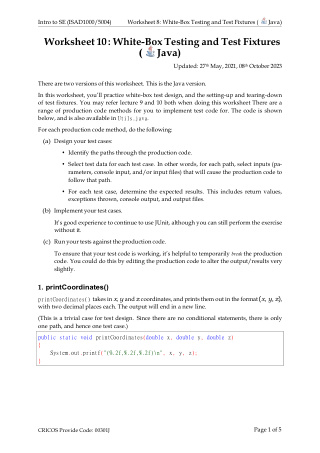 Intro to SE (ISAD1000/5004) Worksheet 8: White-Box Testing and Test Fixtures ( Java)
Worksheet 10: White-Box Testing and Test Fixtures
( Java)
Updated: 27th May, 2021, 08th October 2023
There are two versions of this worksheet. This is the Java version.
In this worksheet, you'll practice white-box test design, and the setting-up and tearing-down
of test fixtures. You may refer lecture 9 and 10 both when doing this worksheet There are a
range of production code methods for you to implement test code for. The code is shown
below, and is also available in Utils.java.
For each production code method, do the following:
(a) Design your test cases:
• Identify the paths through the code.
• Select test data for each test case. In other words, for each path, select inputs (pa-
rameters, console input, and/or input files) that will cause the production code to
follow that path.
• For each test case, determine the expected results. This includes return values,
exceptions thrown, console output, and output files.
(b) Implement your test cases.
It's good experience to continue to use JUnit, although you can still perform the exercise
without it.
(c) Run your tests against the production code.
To ensure that your test code is working, it's helpful to temporarily break the production
code. You could do this by editing the production code to alter the output/results very
slightly.
1. printCoordinates()
printCoordinates() takes in x, y and z coordinates, and prints them out in the format (x, y, z),
with two decimal places each. The output will end in a new line.
(This is a trivial case for test design. Since there are no conditional statements, there is only
one path, and hence one test case.)
public static void printCoordinates(double x, double y, double z)
{
System.out.printf("(%.2f,%.2f,%.2f)\n", x, y, z);
}
CRICOS Provide Code: 00301J Page 1 of 5